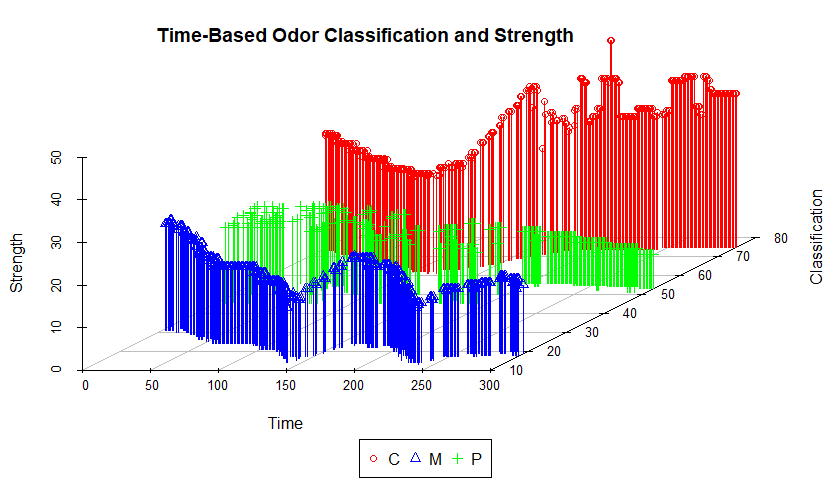 Time-Based Odor Classification and Strength
50
40
30
20
10
0
Strength
0 50 100 150 200 250 300
Time
10
20
30
40
50
60
70
80
Classification
C M P